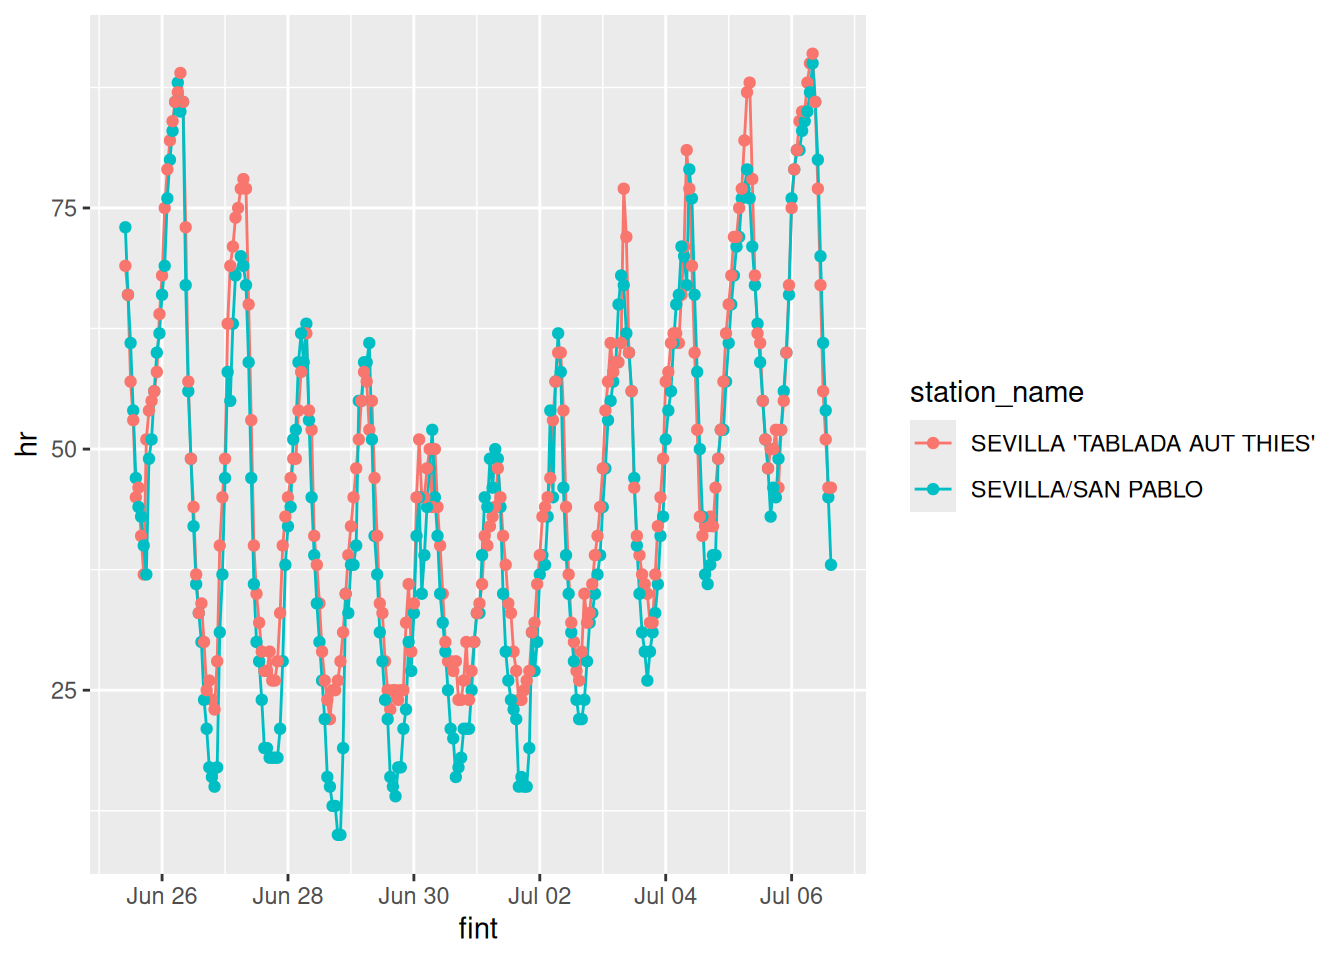 75
50
25
hr
Jun 26
Jun 28
Jun 30
Jul 02
Jul 04
Jul 06
fint
station_name
SEVILLA 'TABLADA AUT THIES'
SEVILLA/SAN PABLO